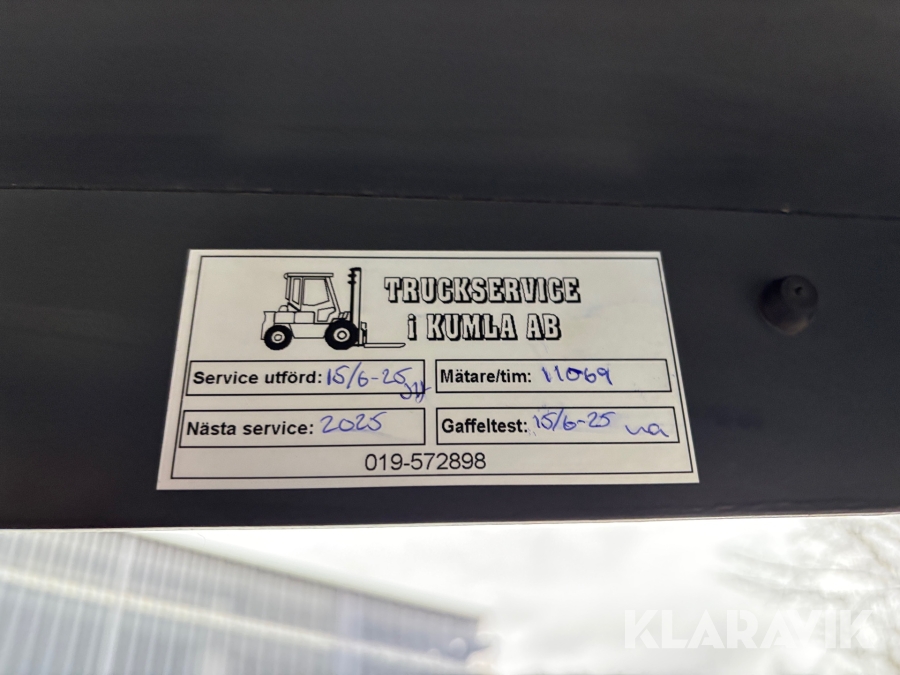 TRUCKSERVICE
i KUMLA AB
Service utförd: 15/6-25
Mätare/tim: 11069
Nästa service: 2025
Gaffeltest: 15/6-25 ua
019-572898
KLARAVIK